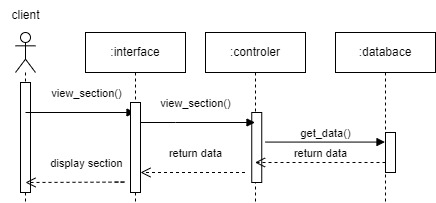 client
:interface
:controler
:databace
view_section()
view_section()
get_data()
return data
return data
display section